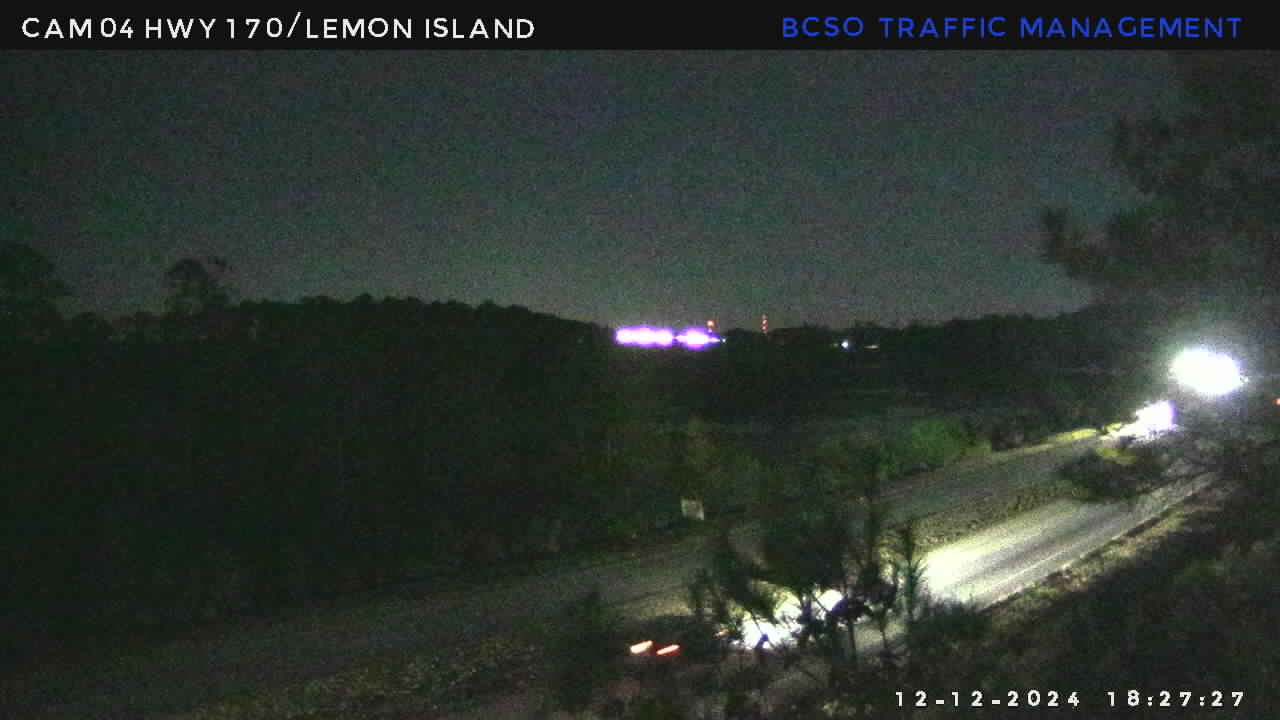 CAM04 HWY 170/LEMON ISLAND
BCSO TRAFFIC MANAGEMENT
12-12-2024 18:27:27